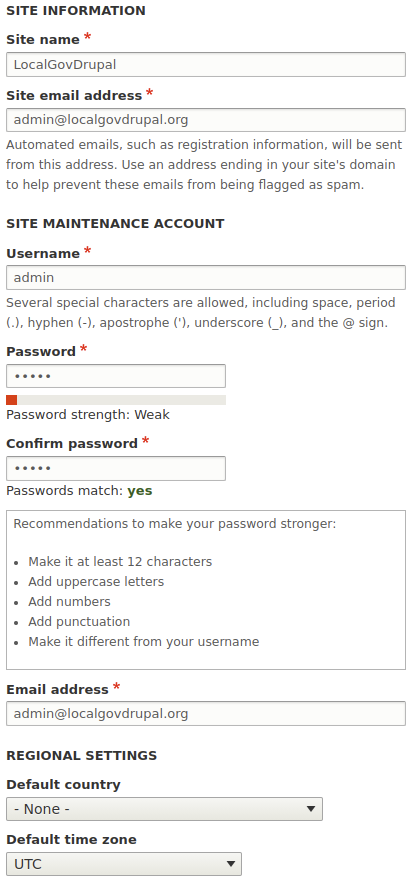 SITE INFORMATION
Site name *
LocalGovDrupal
Site email address *
admin@localgovdrupal.org
Automated emails, such as registration information, will be sent
from this address. Use an address ending in your site's domain
to help prevent these emails from being flagged as spam.
SITE MAINTENANCE ACCOUNT
Username *
admin
Several special characters are allowed, including space, period
(.), hyphen (-), apostrophe ('), underscore (_), and the @ sign.
Password *
•••••
Password strength: Weak
Confirm password *
•••••
Passwords match: yes
Recommendations to make your password stronger:
• Make it at least 12 characters
• Add uppercase letters
• Add numbers
• Add punctuation
• Make it different from your username
Email address *
admin@localgovdrupal.org
REGIONAL SETTINGS
Default country
- None -
Default time zone
UTC